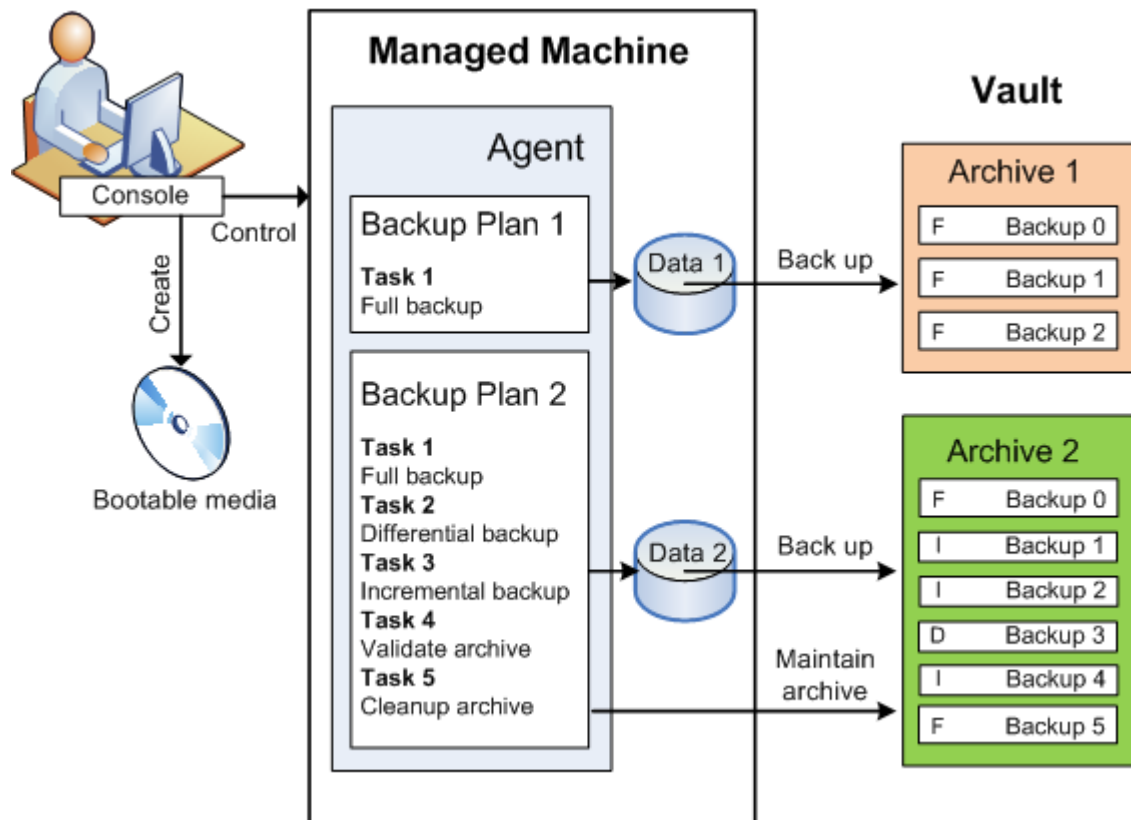 Managed Machine
Vault
Console
Control
Create
Bootable media
Agent
Backup Plan 1
Task 1
Full backup
Backup Plan 2
Task 1
Full backup
Task 2
Differential backup
Task 3
Incremental backup
Task 4
Validate archive
Task 5
Cleanup archive
Data 1
Back up
Data 2
Back up
Maintain
archive
Archive 1
F Backup 0
F Backup 1
F Backup 2
Archive 2
F Backup 0
I Backup 1
I Backup 2
D Backup 3
I Backup 4
F Backup 5